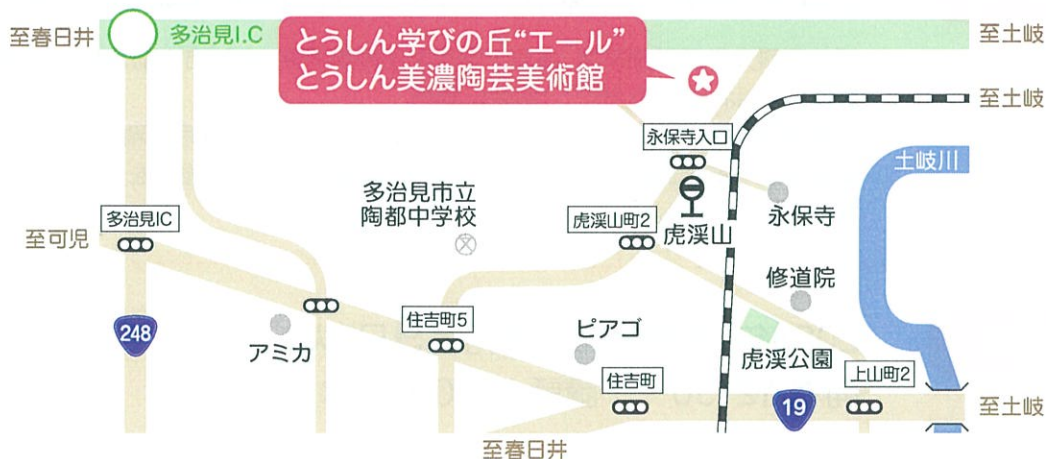 至春日井
多治見I.C
とうしん学びの丘“エール”
とうしん美濃陶芸美術館
至土岐
至土岐
永保寺入口
土岐川
多治見市立
陶都中学校
永保寺
多治見IC
虎渓山町2
虎渓山
至可児
修道院
248
住吉町5
ピアゴ
アミカ
虎渓公園
上山町2
住吉町
19
至土岐
至春日井